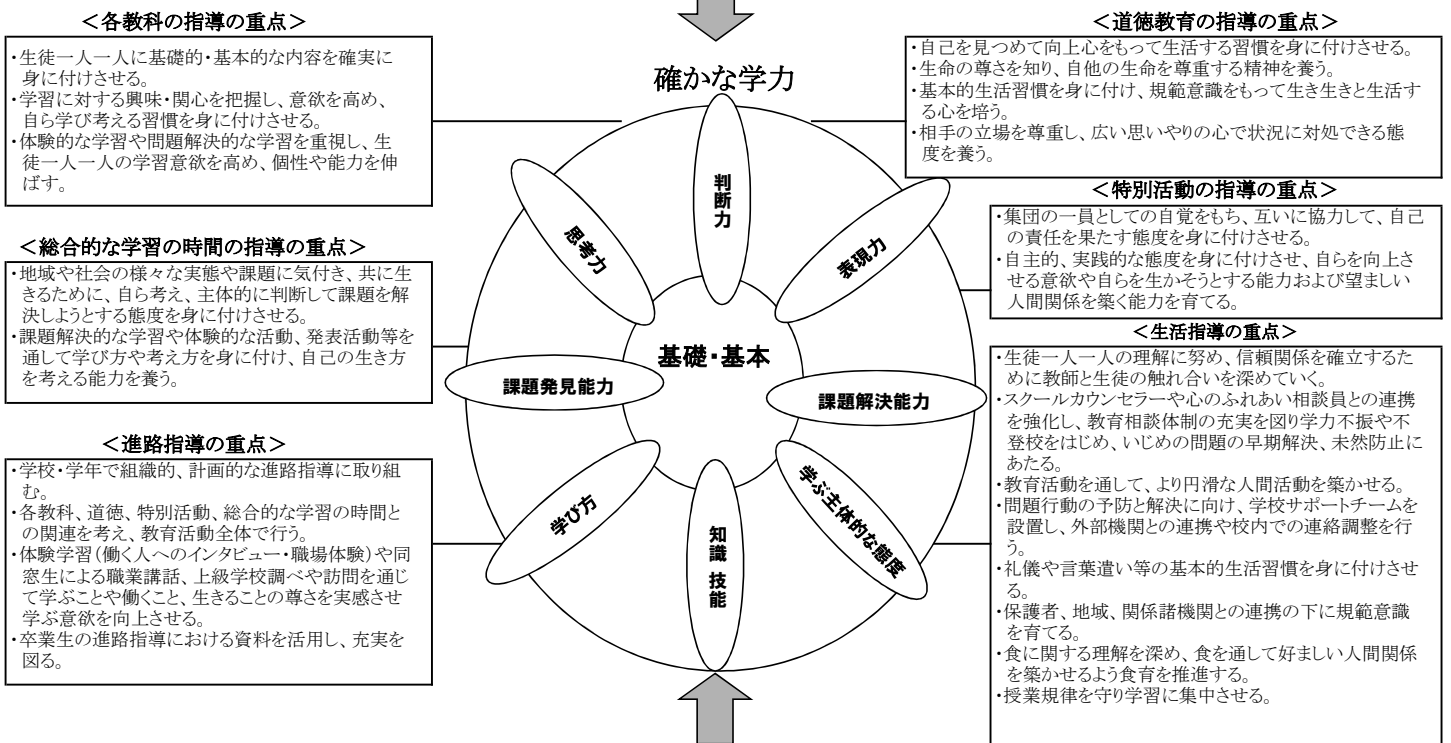 ＜各教科の指導の重点＞
・生徒一人一人に基礎的・基本的な内容を確実に
身に付けさせる。
・学習に対する興味・関心を把握し、意欲を高め、
自ら学び考える習慣を身に付けさせる。
・体験的な学習や問題解決的な学習を重視し、生
徒一人一人の学習意欲を高め、個性や能力を伸
ばす。
＜総合的な学習の時間の指導の重点＞
・地域や社会の様々な実態や課題に気付き、共に生
きるために、自ら考え、主体的に判断して課題を解
決しようとする態度を身に付けさせる。
・課題解決的な学習や体験的な活動、発表活動等を
通して学び方や考え方を身に付け、自己の生き方
を考える能力を養う。
＜進路指導の重点＞
・学校・学年で組織的、計画的な進路指導に取り組
む。
・各教科、道徳、特別活動、総合的な学習の時間と
の関連を考え、教育活動全体で行う。
・体験学習（働く人へのインタビュー・職場体験）や同
窓生による職業講話、上級学校調べや訪問を通じ
て学ぶことや働くこと、生きることの尊さを実感させ
学ぶ意欲を向上させる。
・卒業生の進路指導における資料を活用し、充実を
図る。
確かな学力
判断力
思考力
表現力
基礎・基本
課題発見能力
課題解決能力
学び方
知識 技能
学ぶ主体的な態度
＜道徳教育の指導の重点＞
・自己を見つめて向上心をもって生活する習慣を身に付けさせる。
・生命の尊さを知り、自他の生命を尊重する精神を養う。
・基本的生活習慣を身に付け、規範意識をもって生き生きと生活す
る心を培う。
・相手の立場を尊重し、広い思いやりの心で状況に対処できる態
度を養う。
＜特別活動の指導の重点＞
・集団の一員としての自覚をもち、互いに協力して、自己
の責任を果たす態度を身に付けさせる。
・自主的、実践的な態度を身に付けさせ、自らを向上さ
せる意欲や自らを生かそうとする能力および望ましい
人間関係を築く能力を育てる。
＜生活指導の重点＞
・生徒一人一人の理解に努め、信頼関係を確立するた
めに教師と生徒の触れ合いを深めていく。
・スクールカウンセラーや心のふれあい相談員との連携
を強化し、教育相談体制の充実を図り学力不振や不
登校をはじめ、いじめの問題の早期解決、未然防止に
あたる。
・教育活動を通して、より円滑な人間活動を築かせる。
・問題行動の予防と解決に向け、学校サポートチームを
設置し、外部機関との連携や校内での連絡調整を行
う。
・礼儀や言葉遣い等の基本的生活習慣を身に付けさせ
る。
・保護者、地域、関係諸機関との連携の下に規範意識
を育てる。
・食に関する理解を深め、食を通して好ましい人間関係
を築かせるよう食育を推進する。
・授業規律を守り学習に集中させる。